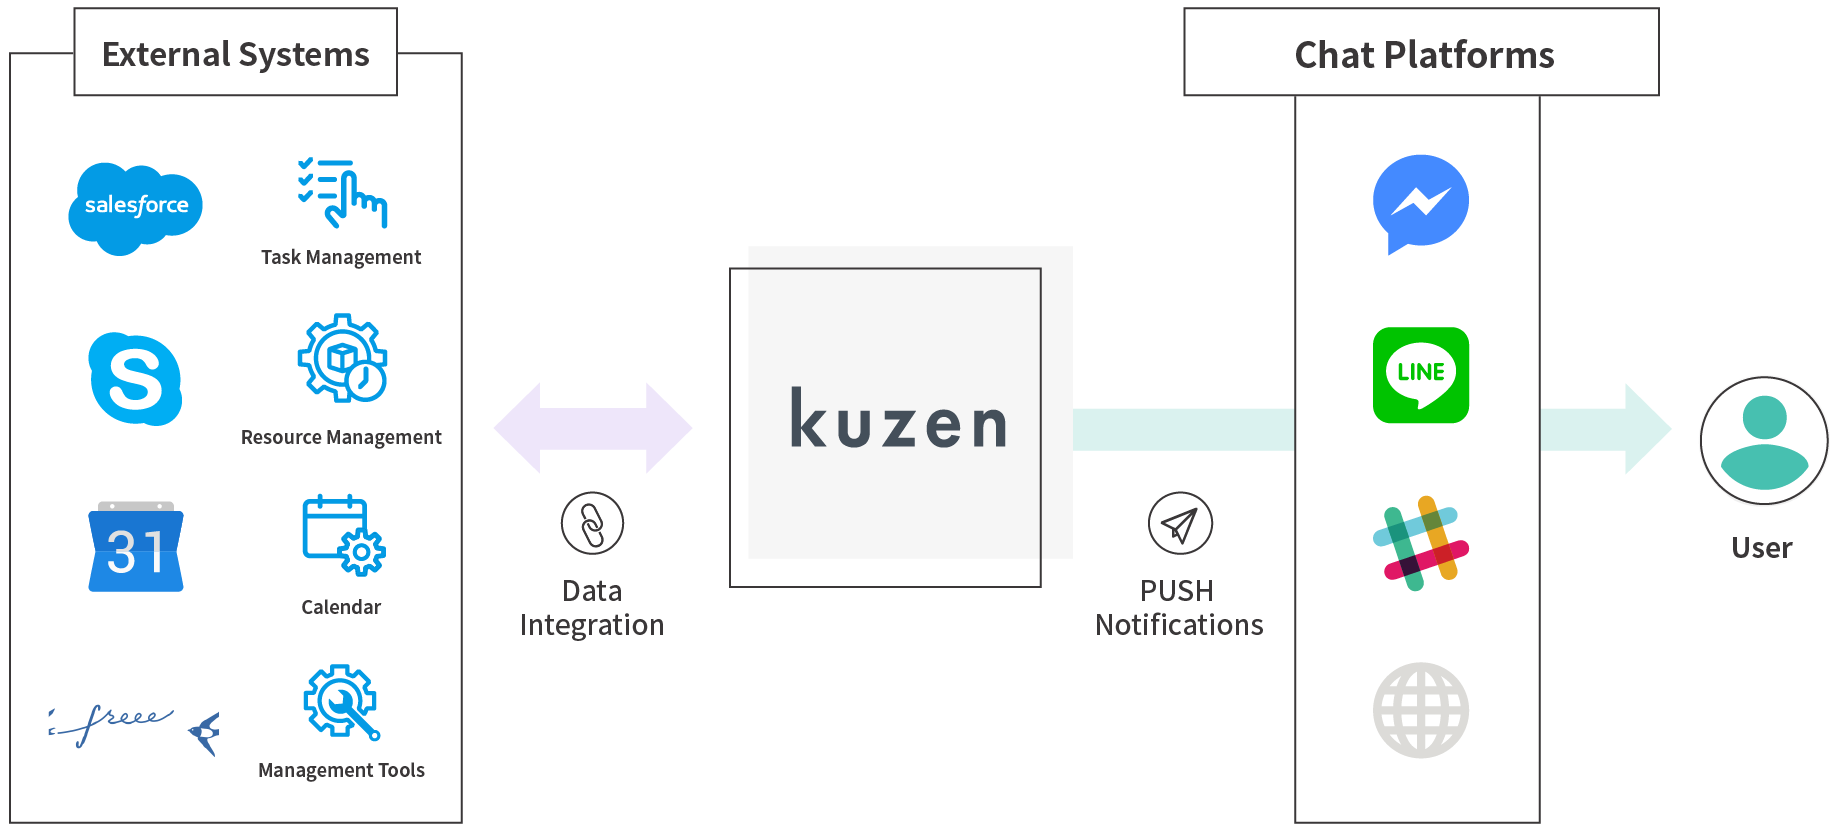 External Systems
salesforce
Task Management
S
Resource Management
31
Calendar
freee
Management Tools
Data
Integration
kuzen
PUSH
Notifications
Chat Platforms
LINE
User